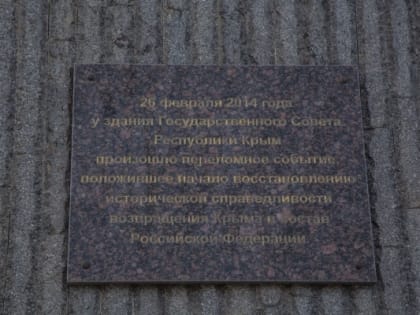 26 февраля 2014 года
у здания Государственного Совета
Республики Крым
произошло переломное событие,
положившее начало восстановлению
исторической справедливости
возвращения Крыма в состав
Российской Федерации